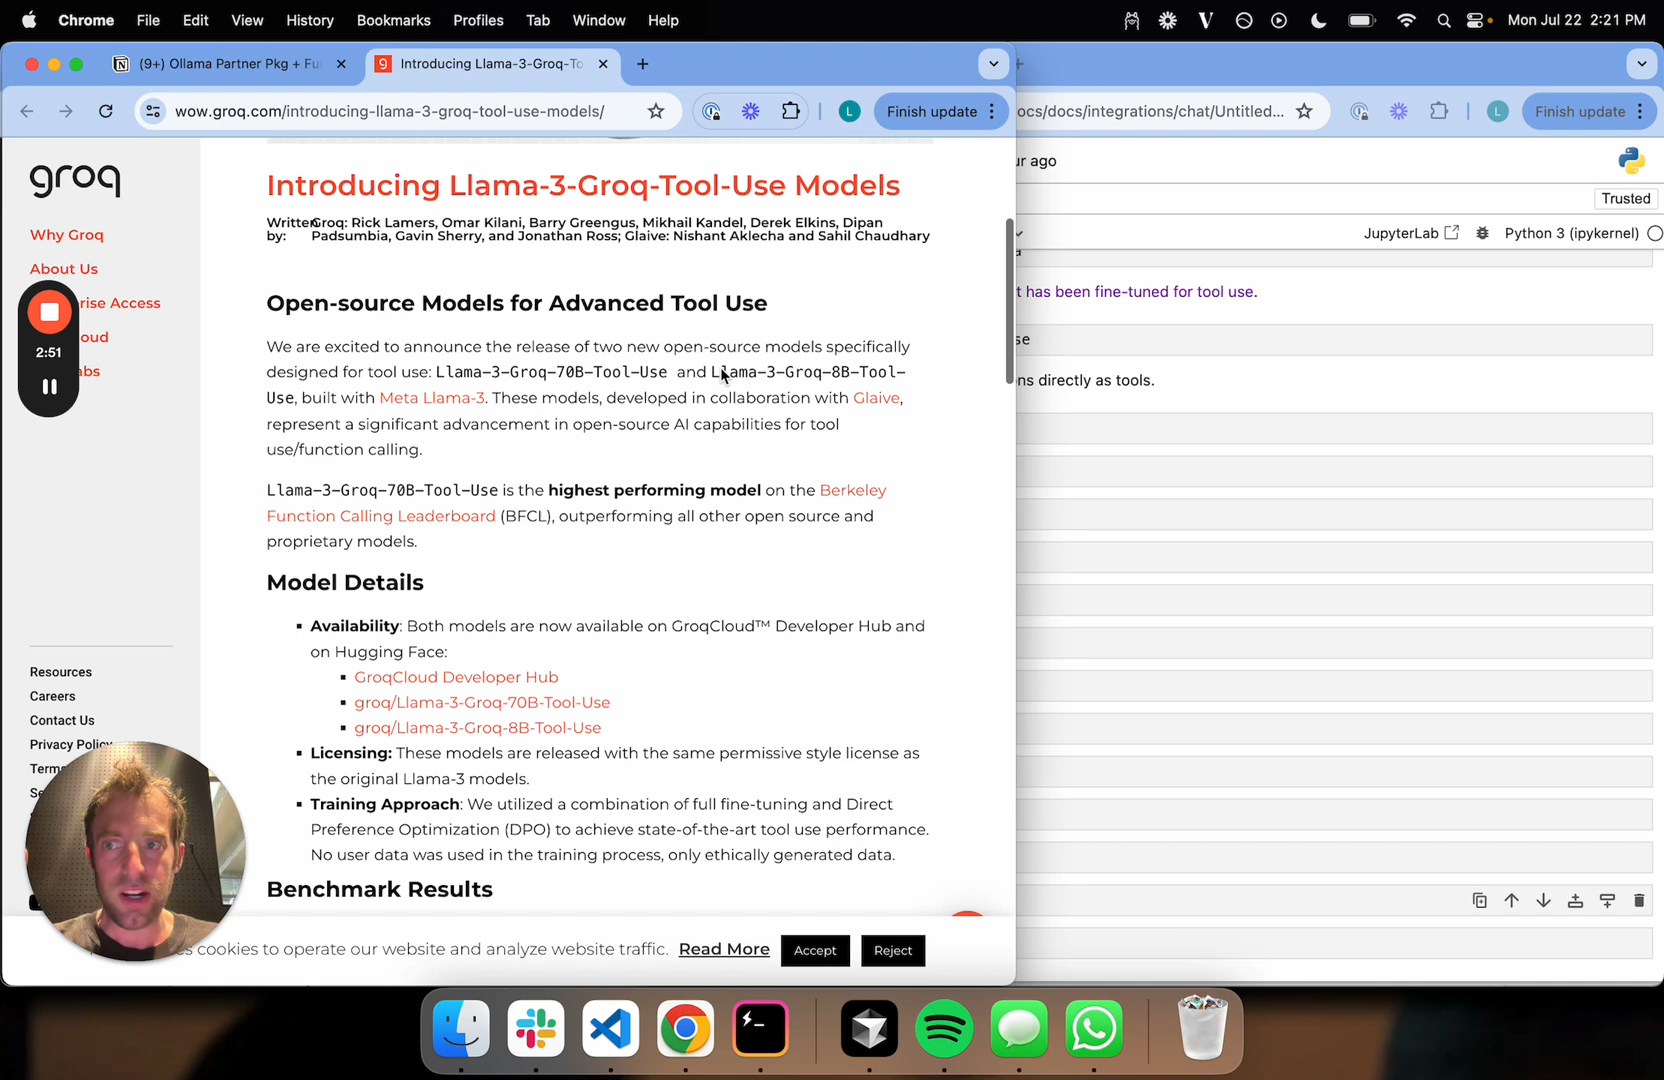 Chrome File Edit View History Bookmarks Profiles Tab Window Help
V
Mon Jul 22 2:21 PM
(9+) Ollama Partner Pkg + Fu
9 Introducing Llama-3-Groq-To
wow.groq.com/introducing-llama-3-groq-tool-use-models/
L
Finish update
ocs/docs/integrations/chat/Untitled...
L
Finish update
groq
Why Groq
About Us
rise Access
oud
abs
2:51
Resources
Careers
Contact Us
Privacy Policy
Terms
Se
Introducing Llama-3-Groq-Tool-Use Models
Written by: Groq: Rick Lamers, Omar Kilani, Barry Greengus, Mikhail Kandel, Derek Elkins, Dipan
Padsumbia, Gavin Sherry, and Jonathan Ross; Glaive: Nishant Aklecha and Sahil Chaudhary
Open-source Models for Advanced Tool Use
We are excited to announce the release of two new open-source models specifically
designed for tool use: Llama-3-Groq-70B-Tool-Use and Llama-3-Groq-8B-Tool-
Use, built with Meta Llama-3. These models, developed in collaboration with Glaive,
represent a significant advancement in open-source AI capabilities for tool
use/function calling.
Llama-3-Groq-70B-Tool-Use is the highest performing model on the Berkeley
Function Calling Leaderboard (BFCL), outperforming all other open source and
proprietary models.
Model Details
▪ Availability: Both models are now available on GroqCloud™ Developer Hub and
on Hugging Face:
▪ GroqCloud Developer Hub
▪ groq/Llama-3-Groq-70B-Tool-Use
▪ groq/Llama-3-Groq-8B-Tool-Use
▪ Licensing: These models are released with the same permissive style license as
the original Llama-3 models.
▪ Training Approach: We utilized a combination of full fine-tuning and Direct
Preference Optimization (DPO) to achieve state-of-the-art tool use performance.
No user data was used in the training process, only ethically generated data.
Benchmark Results
es cookies to operate our website and analyze website traffic. Read More Accept Reject
ur ago
Trusted
JupyterLab Python 3 (ipykernel)
t has been fine-tuned for tool use.
se
ns directly as tools.